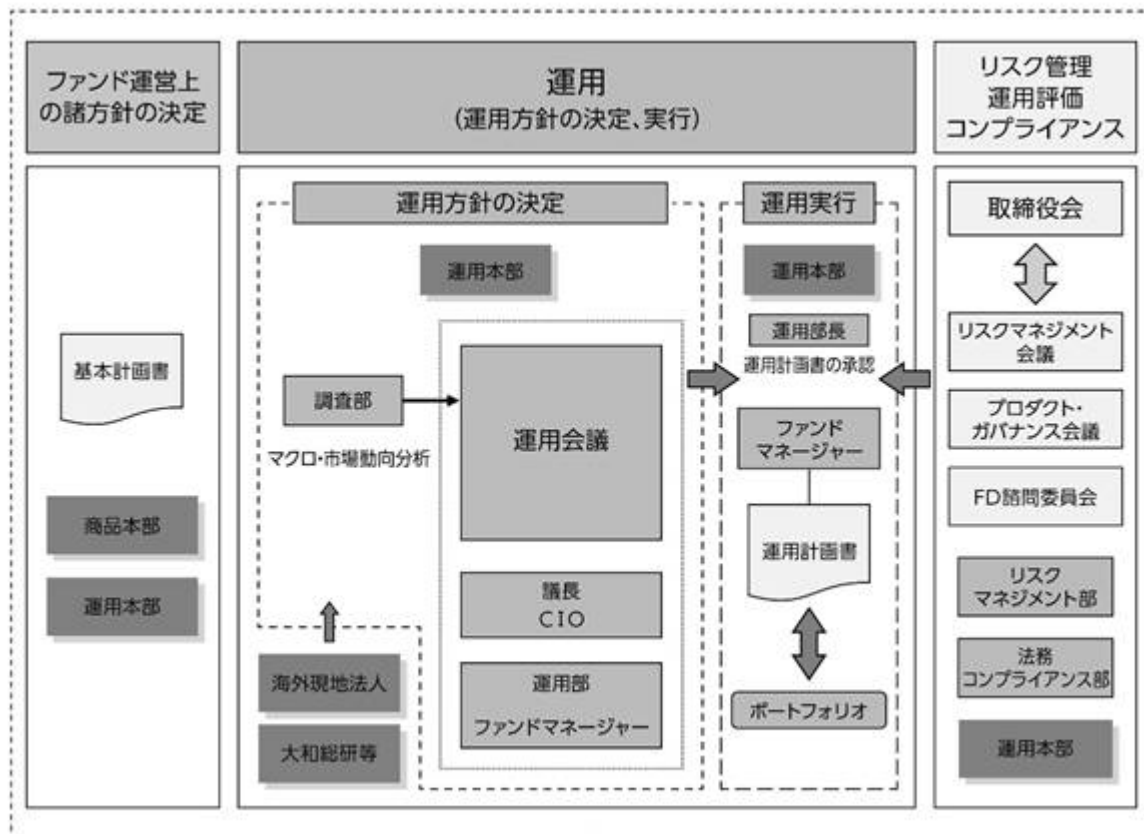 ファンド運営上
の諸方針の決定
運用
(運用方針の決定、実行)
リスク管理
運用評価
コンプライアンス
基本計画書
商品本部
運用本部
運用方針の決定
運用本部
調査部
マクロ・市場動向分析
運用会議
議長
CIO
運用部
ファンドマネージャー
海外現地法人
大和総研等
運用実行
運用本部
運用部長
運用計画書の承認
ファンド
マネージャー
運用計画書
ポートフォリオ
取締役会
リスクマネジメント
会議
プロダクト・
ガバナンス会議
FD諮問委員会
リスク
マネジメント部
法務
コンプライアンス部
運用本部